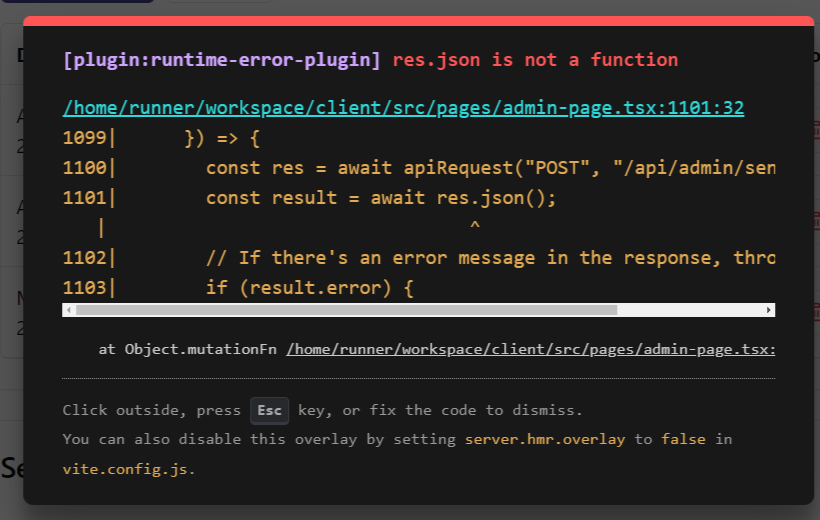 [plugin:runtime-error-plugin] res.json is not a function
/home/runner/workspace/client/src/pages/admin-page.tsx:1101:32
1099|      }) => {
1100|        const res = await apiRequest("POST", "/api/admin/sen
1101|        const result = await res.json();
|                                  ^
1102|        // If there's an error message in the response, thro
1103|        if (result.error) {
at Object.mutationFn /home/runner/workspace/client/src/pages/admin-page.tsx:
Click outside, press Esc key, or fix the code to dismiss.
You can also disable this overlay by setting server.hmr.overlay to false in
vite.config.js.
Se